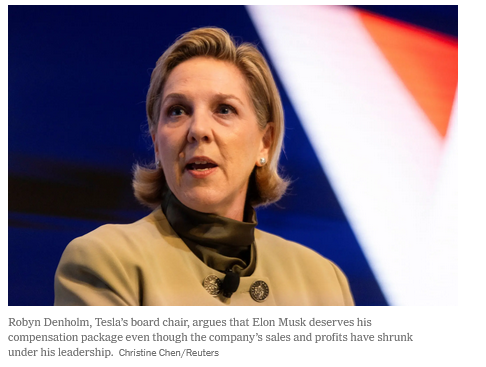 Robyn Denholm, Tesla's board chair, argues that Elon Musk deserves his
compensation package even though the company's sales and profits have shrunk
under his leadership. Christine Chen/Reuters